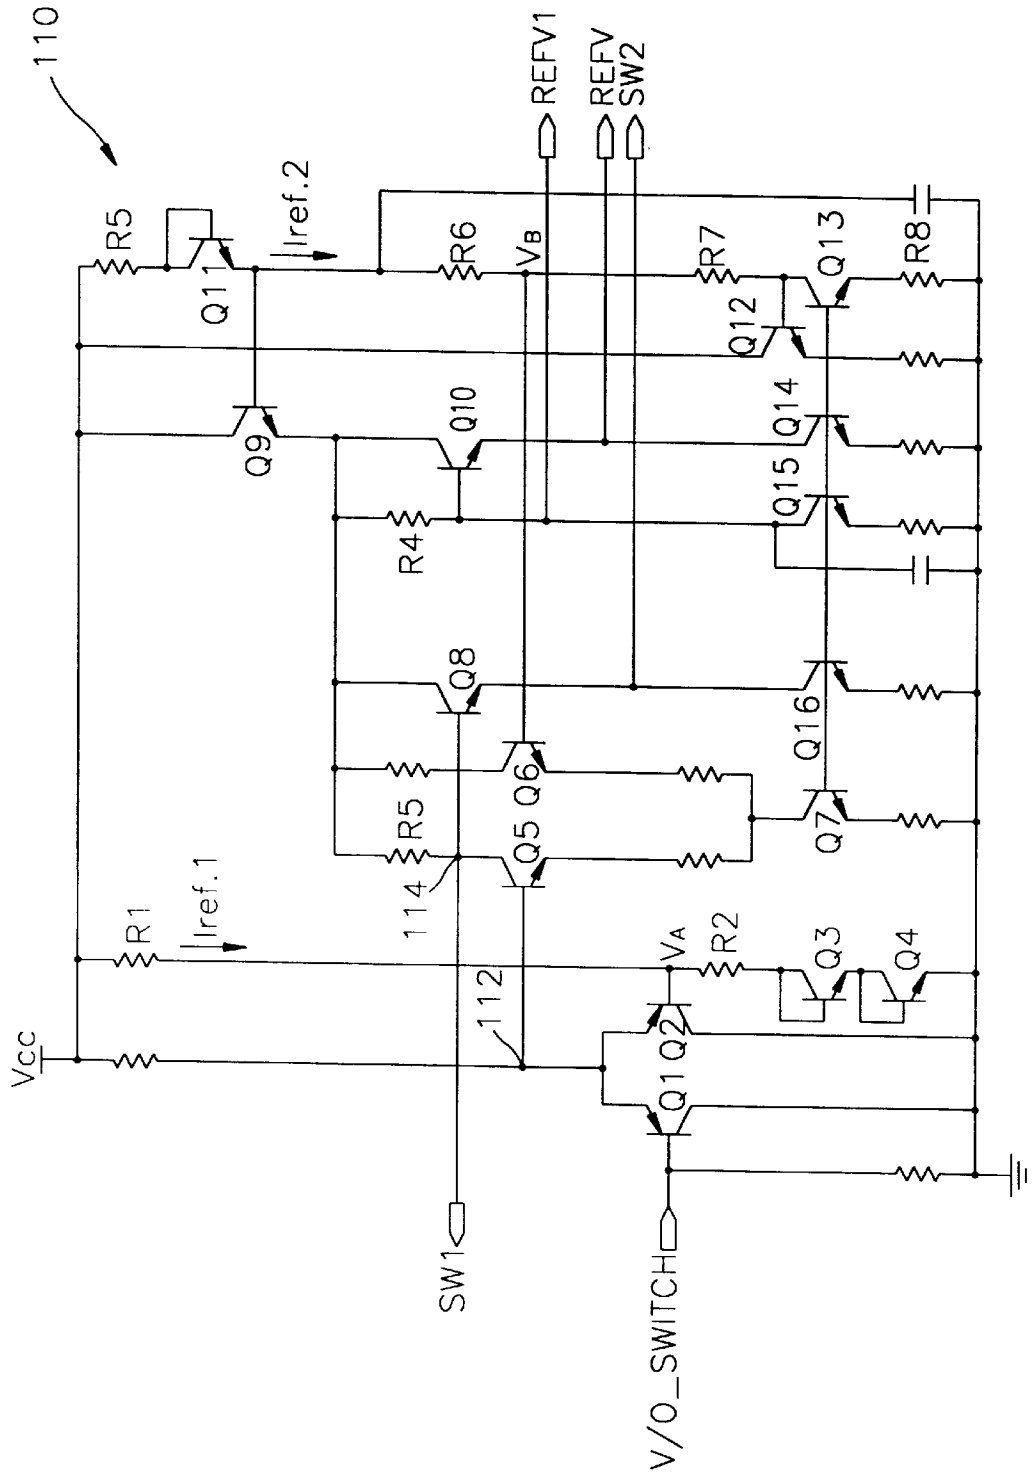 110
Vcc
R1
Iref.1
R5
Q11
Iref.2
Q9
R4
Q10
R5
114
Q8
R6
VB
REFV1
REFV
SW2
SW1
112
Q5
Q6
V/O_SWITCH
Q1
Q2
VA
R2
Q3
Q4
Q7
Q16
Q15
Q14
Q12
R7
Q13
R8